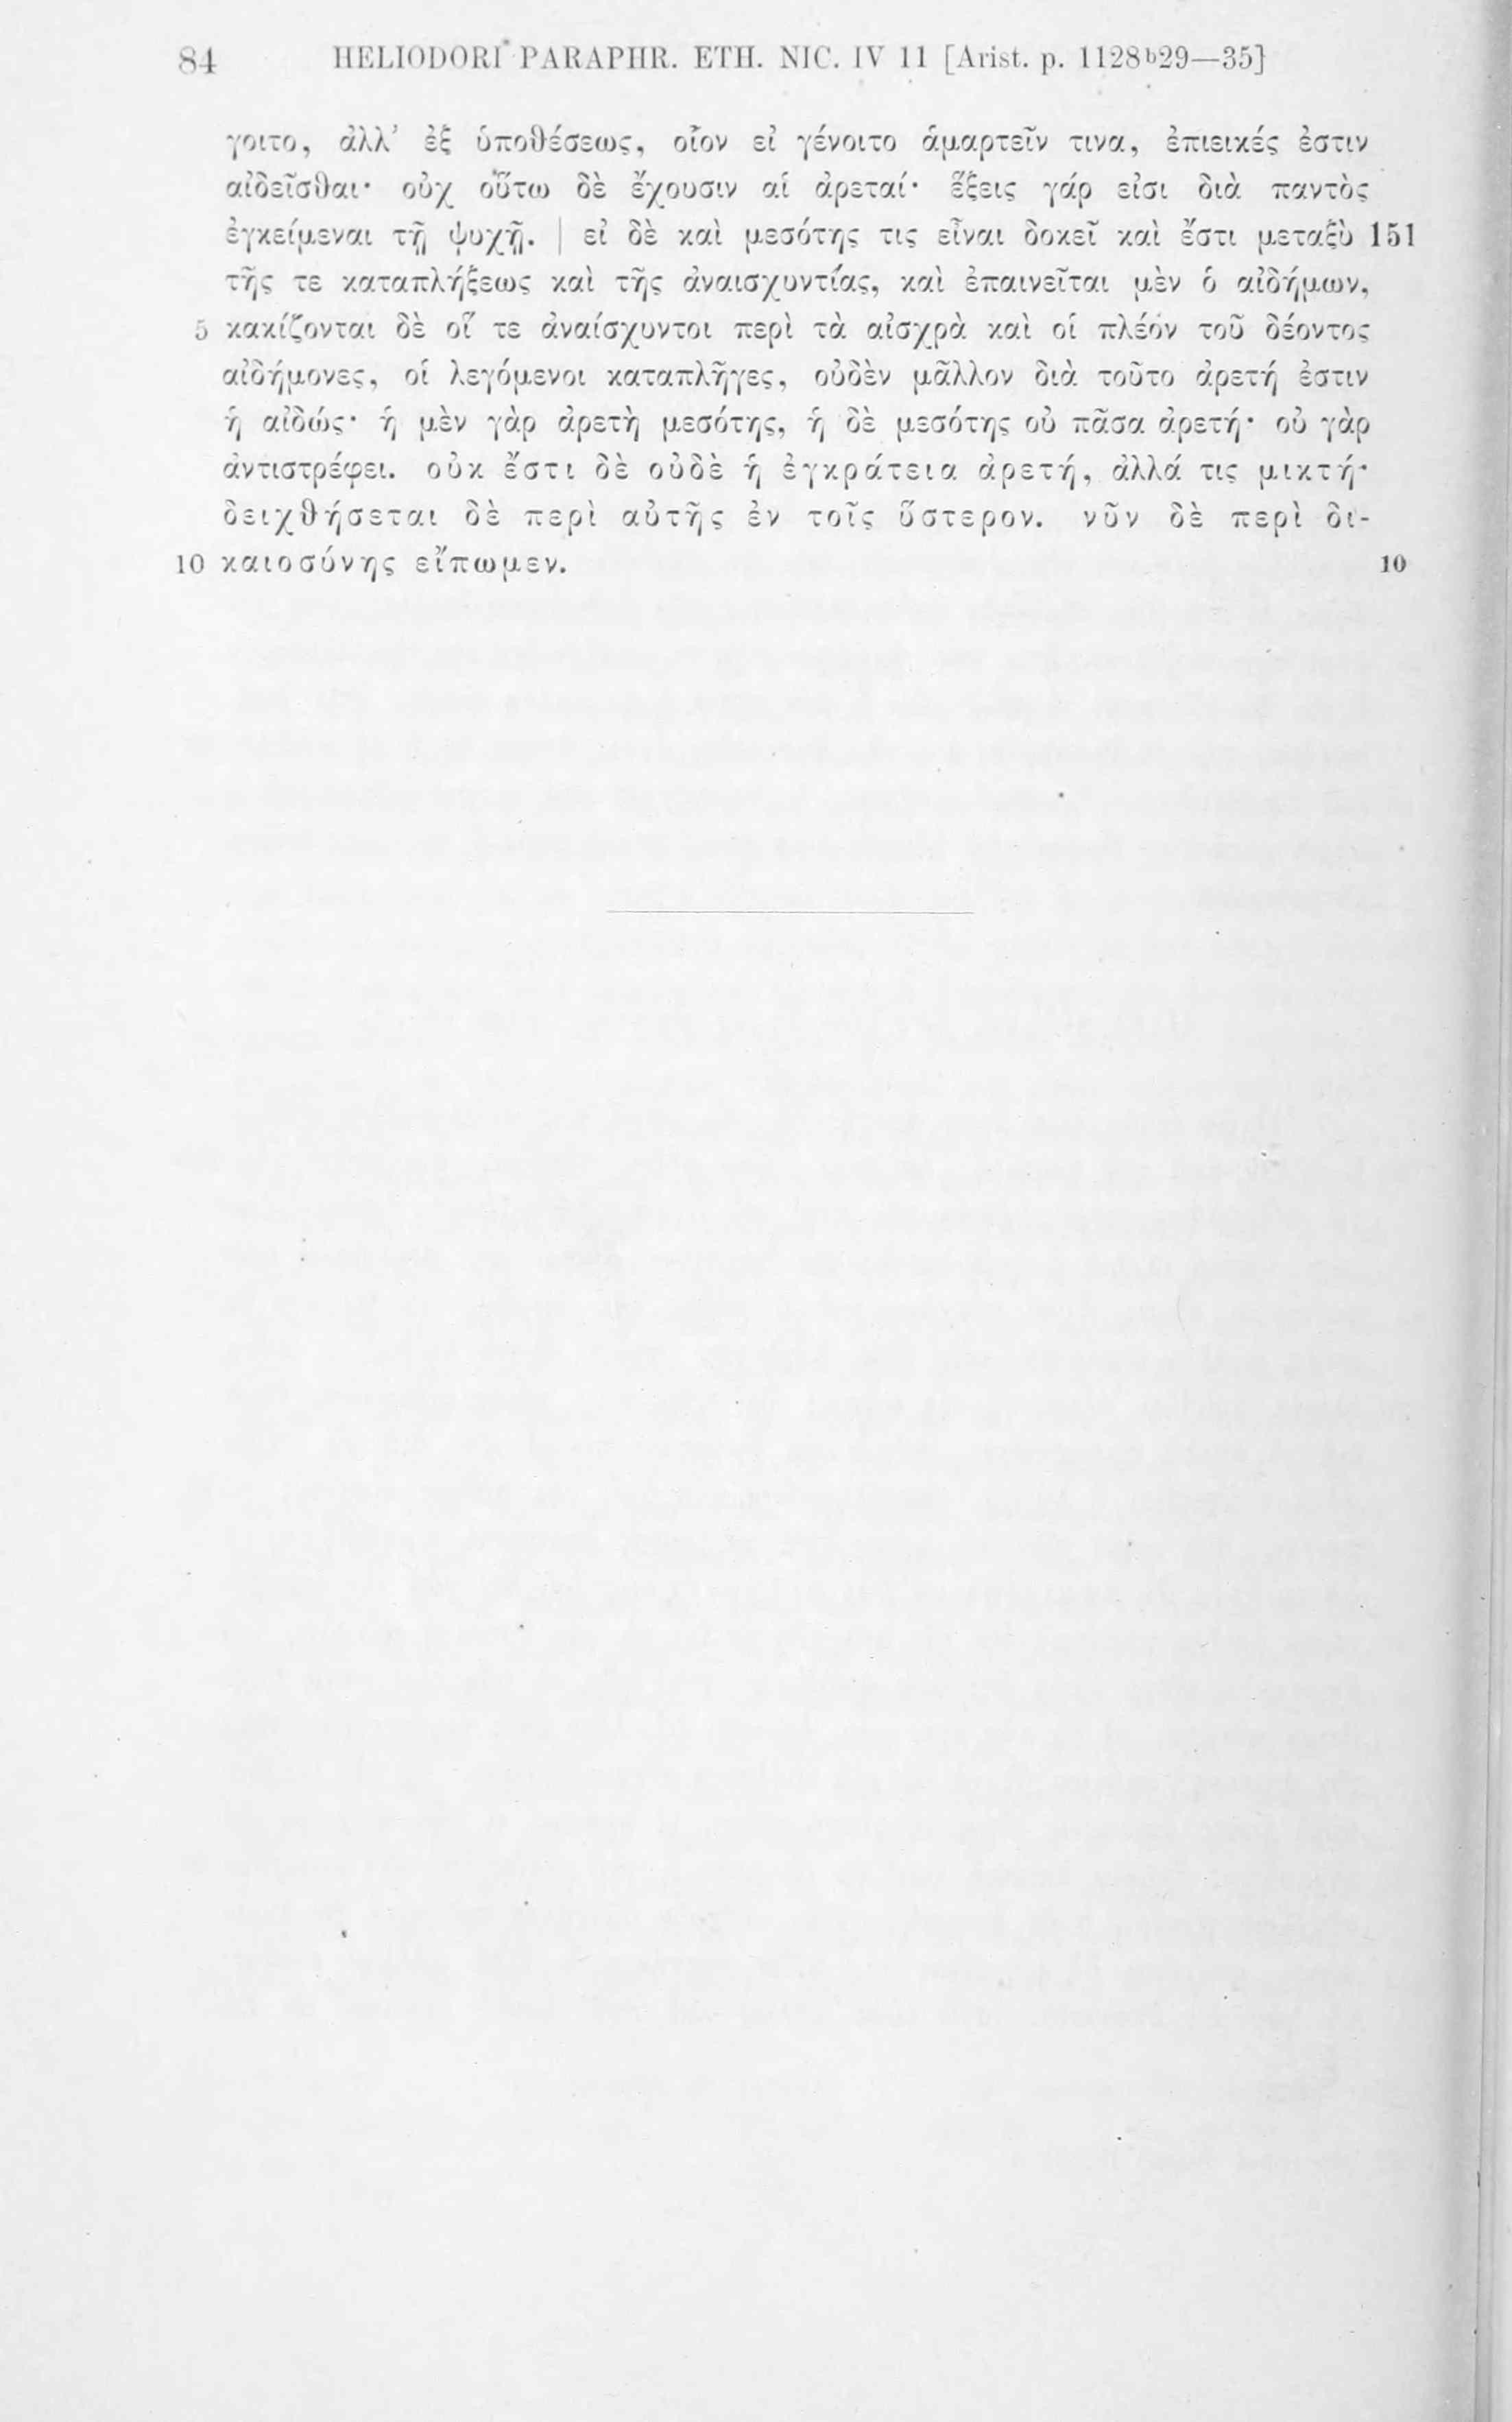 84 HELIODORI PARAPHR. ETH. NIC. IV 11 [Arist. p. 1128b29—35]
γοιτο, ἀλλ’ ἐξ ὑποθέσεως, οἷον εἰ γένοιτο ἁμαρτεῖν τινα, ἐπιεικές ἐστιν
αἰδεῖσθαι· οὐχ οὕτω δὲ ἔχουσιν αἱ ἀρεταί· ἕξεις γάρ εἰσι διὰ παντὸς
ἐγκείμεναι τῇ ψυχῇ. | εἰ δὲ καὶ μεσότης τις εἶναι δοκεῖ καὶ ἔστι μεταξὺ 151
τῆς τε καταπλήξεως καὶ τῆς ἀναισχυντίας, καὶ ἐπαινεῖται μὲν ὁ αἰδήμων,
5 κακίζονται δὲ οἵ τε ἀναίσχυντοι περὶ τὰ αἰσχρὰ καὶ οἱ πλέον τοῦ δέοντος
αἰδήμονες, οἱ λεγόμενοι καταπλῆγες, οὐδὲν μᾶλλον διὰ τοῦτο ἀρετή ἐστιν
ἡ αἰδώς· ἡ μὲν γὰρ ἀρετὴ μεσότης, ἡ δὲ μεσότης οὐ πᾶσα ἀρετή· οὐ γὰρ
ἀντιστρέφει. οὐκ ἔστι δὲ οὐδὲ ἡ ἐγκράτεια ἀρετή, ἀλλά τις μικτή·
δειχθήσεται δὲ περὶ αὐτῆς ἐν τοῖς ὕστερον. νῦν δὲ περὶ δι-
10 καιοσύνης εἴπωμεν. 10